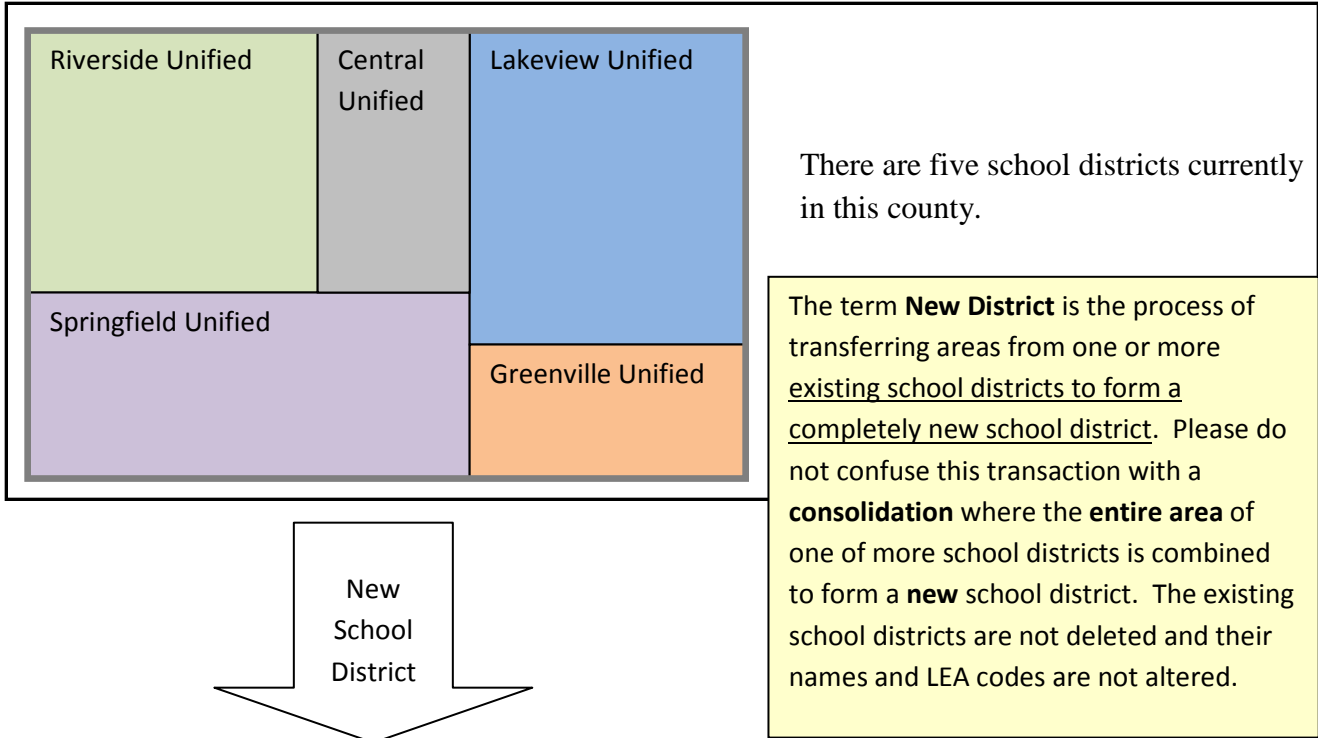 Riverside Unified
Central
Unified
Lakeview Unified
Springfield Unified
Greenville Unified
There are five school districts currently
in this county.
The term New District is the process of
transferring areas from one or more
existing school districts to form a
completely new school district. Please do
not confuse this transaction with a
consolidation where the entire area of
one of more school districts is combined
to form a new school district. The existing
school districts are not deleted and their
names and LEA codes are not altered.
New
School
District